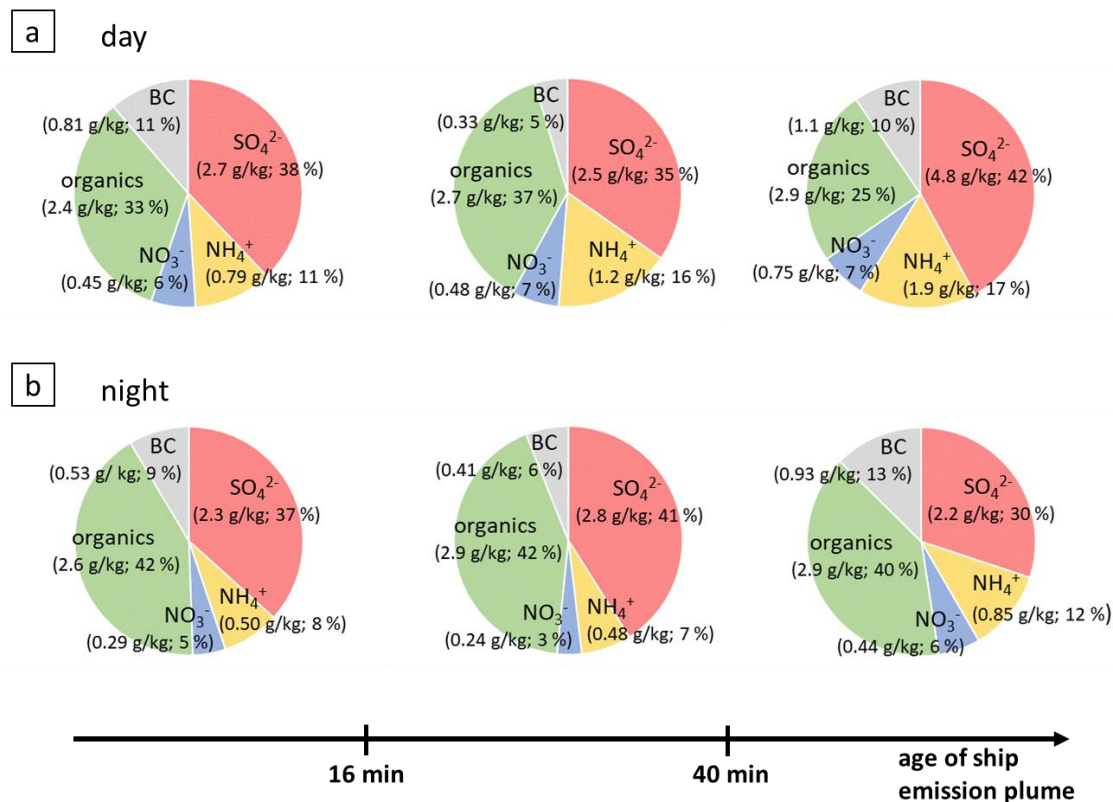 a day
BC
(0.81 g/kg; 11 %)
SO₄²⁻
(2.7 g/kg; 38 %)
organics
(2.4 g/kg; 33 %)
NO₃⁻
(0.45 g/kg; 6 %)
NH₄⁺
(0.79 g/kg; 11 %)
BC
(0.33 g/kg; 5 %)
SO₄²⁻
(2.5 g/kg; 35 %)
organics
(2.7 g/kg; 37 %)
NO₃⁻
(0.48 g/kg; 7 %)
NH₄⁺
(1.2 g/kg; 16 %)
BC
(1.1 g/kg; 10 %)
SO₄²⁻
(4.8 g/kg; 42 %)
organics
(2.9 g/kg; 25 %)
NO₃⁻
(0.75 g/kg; 7 %)
NH₄⁺
(1.9 g/kg; 17 %)
b night
BC
(0.53 g/ kg; 9 %)
SO₄²⁻
(2.3 g/kg; 37 %)
organics
(2.6 g/kg; 42 %)
NO₃⁻
(0.29 g/kg; 5 %)
NH₄⁺
(0.50 g/kg; 8 %)
BC
(0.41 g/kg; 6 %)
SO₄²⁻
(2.8 g/kg; 41 %)
organics
(2.9 g/kg; 42 %)
NO₃⁻
(0.24 g/kg; 3 %)
NH₄⁺
(0.48 g/kg; 7 %)
BC
(0.93 g/kg; 13 %)
SO₄²⁻
(2.2 g/kg; 30 %)
organics
(2.9 g/kg; 40 %)
NO₃⁻
(0.44 g/kg; 6 %)
NH₄⁺
(0.85 g/kg; 12 %)
16 min
40 min
age of ship
emission plume